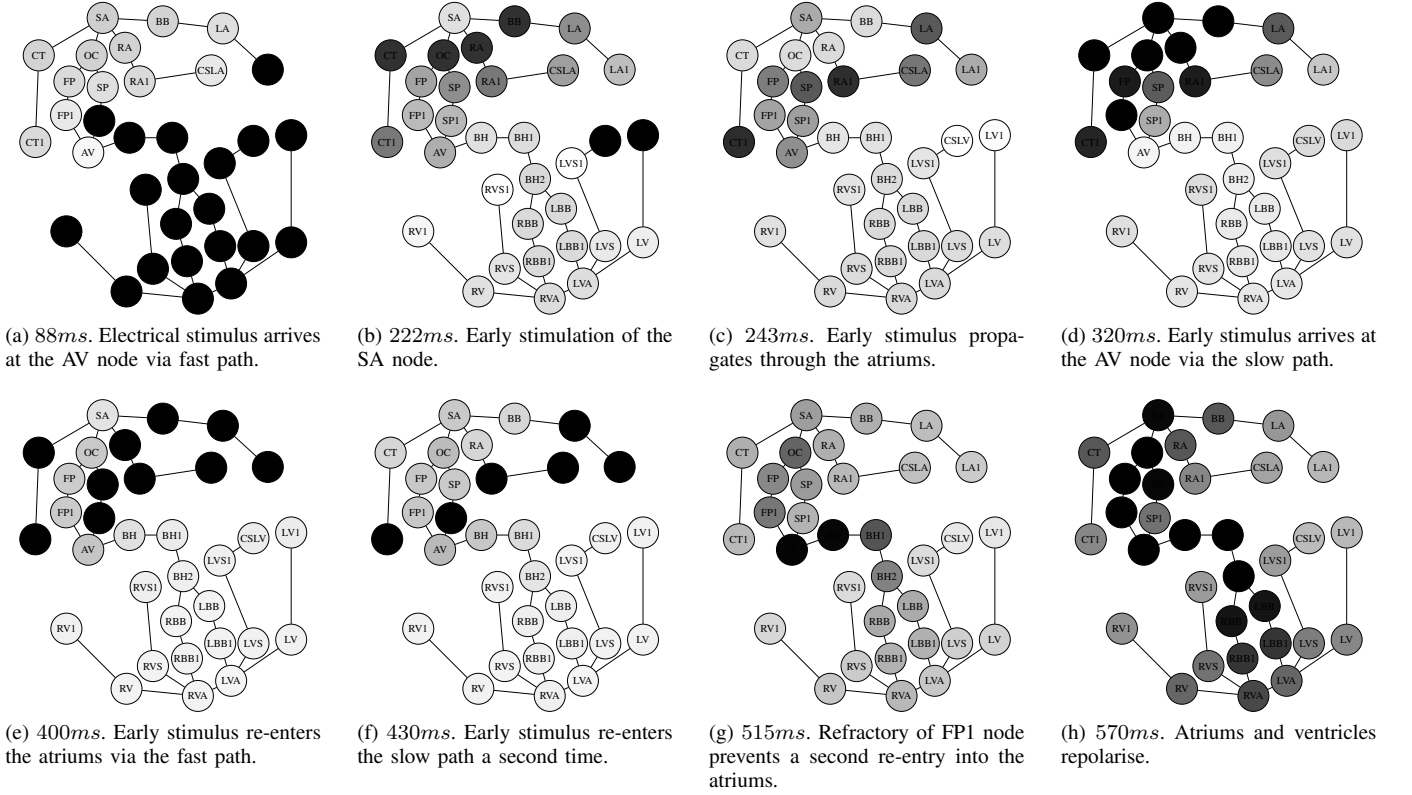 SA BB LA
CT OC RA
FP SP RA1 CSLA
FP1
CT1 AV
(a) 88ms. Electrical stimulus arrives
at the AV node via fast path.
SA BB LA
CT OC RA
FP SP RA1 CSLA LA1
FP1 SP1
CT1 AV BH BH1
LVS1
RVS1 BH2
LBB
RV1 RBB
LBB1 LVS LV
RVS RBB1
RV RVA LVA
(b) 222ms. Early stimulation of the
SA node.
SA BB LA
CT OC RA
FP SP RA1 CSLA LA1
FP1 SP1
CT1 AV BH BH1 CSLV LV1
LVS1
RVS1 BH2
LBB
RV1 RBB
LBB1 LVS LV
RVS RBB1
RV RVA LVA
(c) 243ms. Early stimulus propa-
gates through the atriums.
LA
FP SP RA1 CSLA LA1
SP1
CT1 AV BH BH1 CSLV LV1
LVS1
RVS1 BH2
LBB
RV1 RBB
LBB1 LVS LV
RVS RBB1
RV RVA LVA
(d) 320ms. Early stimulus arrives at
the AV node via the slow path.
SA
OC
FP
FP1
AV BH BH1 CSLV LV1
LVS1
RVS1 BH2
LBB
RV1 RBB
LBB1 LVS LV
RVS RBB1
RV RVA LVA
(e) 400ms. Early stimulus re-enters
the atriums via the fast path.
SA BB
CT OC RA
FP SP
FP1
AV BH BH1 CSLV LV1
LVS1
RVS1 BH2
LBB
RV1 RBB
LBB1 LVS LV
RVS RBB1
RV RVA LVA
(f) 430ms. Early stimulus re-enters
the slow path a second time.
SA BB LA
CT OC RA
FP SP RA1 CSLA LA1
FP1 SP1
CT1 BH1 CSLV LV1
LVS1
RVS1 BH2
LBB
RV1 RBB
LBB1 LVS LV
RVS RBB1
RV RVA LVA
(g) 515ms. Refractory of FP1 node
prevents a second re-entry into the
atriums.
BB LA
CT RA
RA1 CSLA LA1
SP1
CT1 CSLV LV1
LVS1
RVS1
LBB
RV1 RBB
LBB1 LVS LV
RVS RBB1
RV RVA LVA
(h) 570ms. Atriums and ventricles
repolarise.